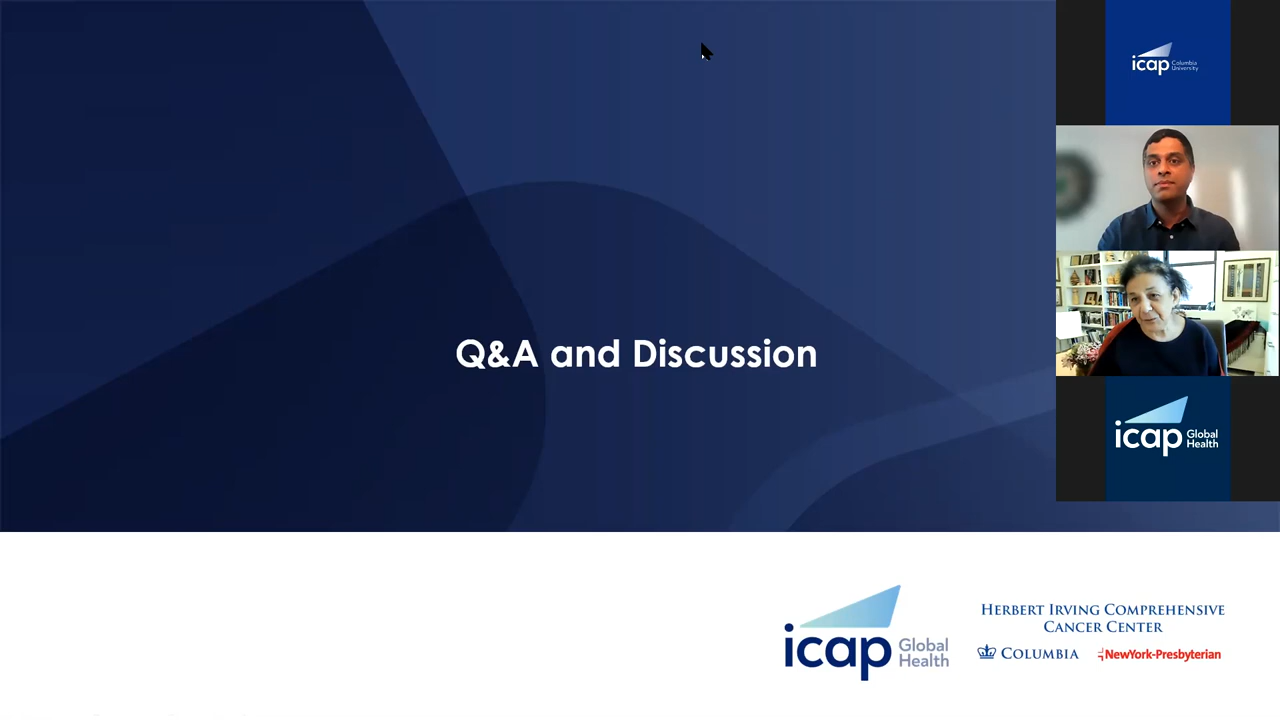 icap Columbia
University
Q&A and Discussion
icap Global
Health
icap Global
Health
HERBERT IRVING COMPREHENSIVE
CANCER CENTER
COLUMBIA NewYork-Presbyterian